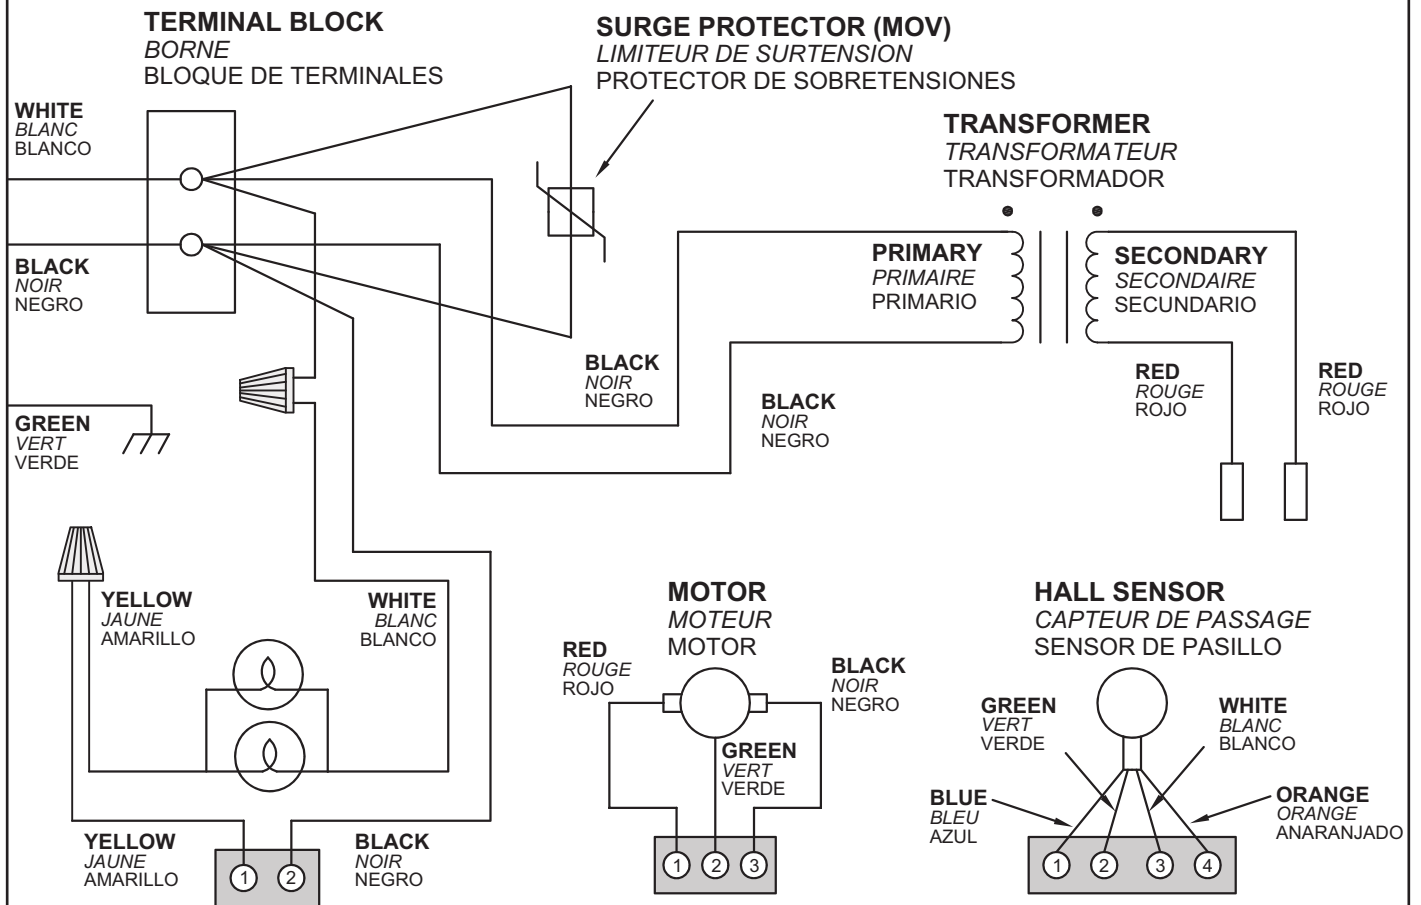 TERMINAL BLOCK
BORNE
BLOQUE DE TERMINALES
SURGE PROTECTOR (MOV)
LIMITEUR DE SURTENSION
PROTECTOR DE SOBRETENSIONES
WHITE
BLANC
BLANCO
TRANSFORMER
TRANSFORMATEUR
TRANSFORMADOR
BLACK
NOIR
NEGRO
PRIMARY
PRIMAIRE
PRIMARIO
SECONDARY
SECONDAIRE
SECUNDARIO
BLACK
NOIR
NEGRO
BLACK
NOIR
NEGRO
RED
ROUGE
ROJO
RED
ROUGE
ROJO
GREEN
VERT
VERDE
YELLOW
JAUNE
AMARILLO
WHITE
BLANC
BLANCO
MOTOR
MOTEUR
MOTOR
RED
ROUGE
ROJO
BLACK
NOIR
NEGRO
GREEN
VERT
VERDE
HALL SENSOR
CAPTEUR DE PASSAGE
SENSOR DE PASILLO
GREEN
VERT
VERDE
WHITE
BLANC
BLANCO
BLUE
BLEU
AZUL
ORANGE
ORANGE
ANARANJADO
YELLOW
JAUNE
AMARILLO
1 2
BLACK
NOIR
NEGRO
1 2 3
1 2 3 4